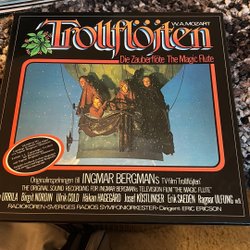 W.A. MOZART
Trollflöjten
Die Zauberflöte The Magic Flute
Originalinspelningen till INGMAR BERGMANs TV-film 'Trollflöjten'
THE ORIGINAL SOUND RECORDING FOR INGMAR BERGMANs TELEVISION FILM "THE MAGIC FLUTE"
URRILA Birgit NORDIN Ulrik COLD Håkan HAGEGÅRD Josef KÖSTLINGER Erik SAEDÉN Ragnar ULFUNG
RADIOKÖREN • SVERIGES RADIOS SYMFONIORKESTER • Dirigent: ERIC ERICSON